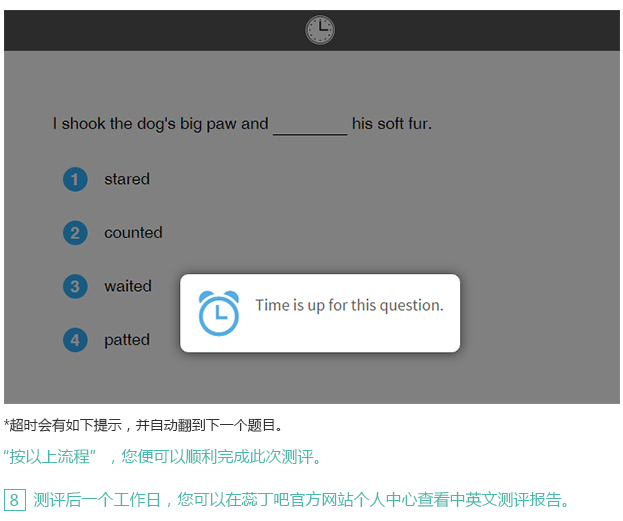 I shook the dog's big paw and ________ his soft fur.
1 stared
2 counted
3 waited
Time is up for this question.
4 patted
*超时会有如下提示，并自动翻到下一个题目。
“按以上流程”，您便可以顺利完成此次测评。
8 测评后一个工作日，您可以在蕊丁吧官方网站个人中心查看中英文测评报告。